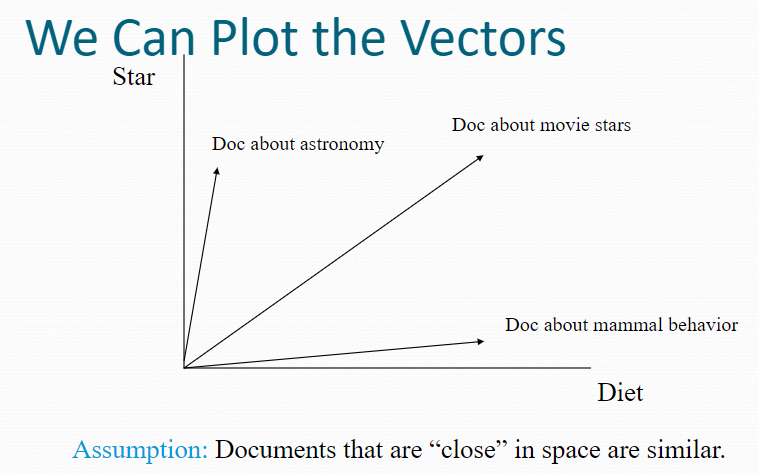 We Can Plot the Vectors
Star
Doc about movie stars
Doc about astronomy
Doc about mammal behavior
Diet
Assumption: Documents that are “close” in space are similar.